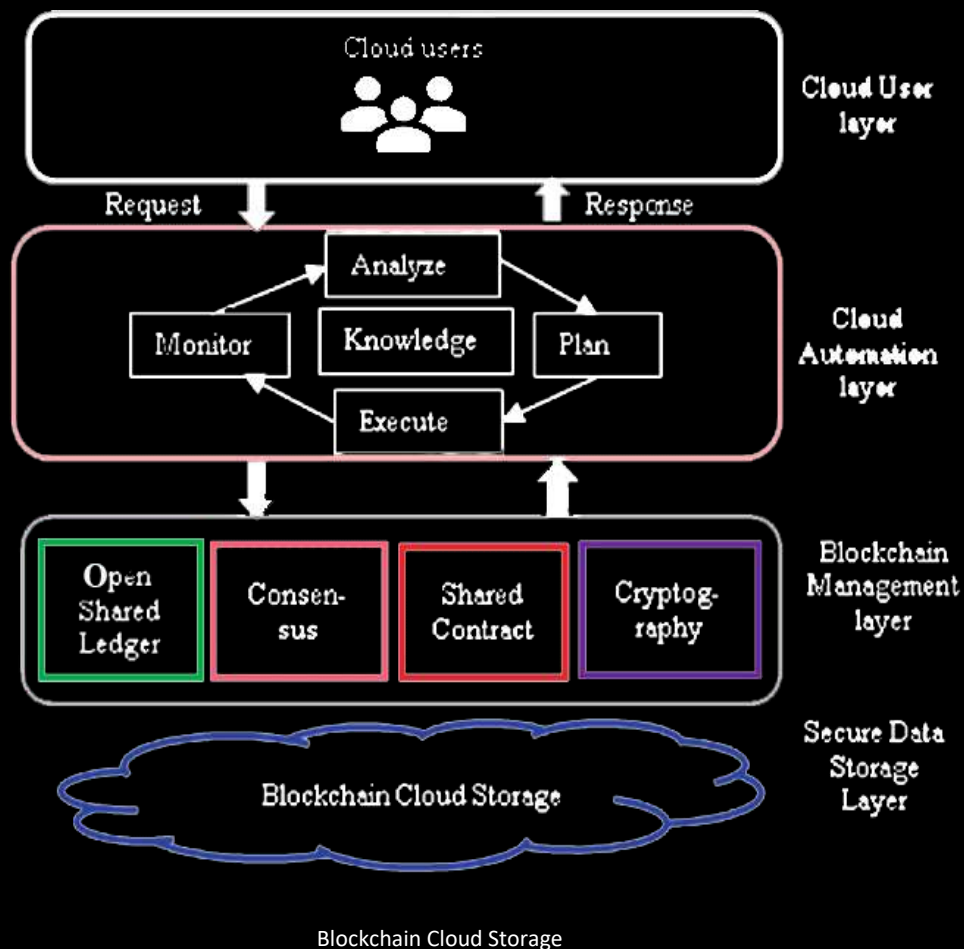 Cloud users
Cloud User
layer
Request
Response
Analyze
Monitor
Knowledge
Plan
Execute
Cloud
Automation
layer
Open
Shared
Ledger
Consen-
sus
Shared
Contract
Cryptog-
raphy
Blockchain
Management
layer
Secure Data
Storage
Layer
Blockchain Cloud Storage
Blockchain Cloud Storage